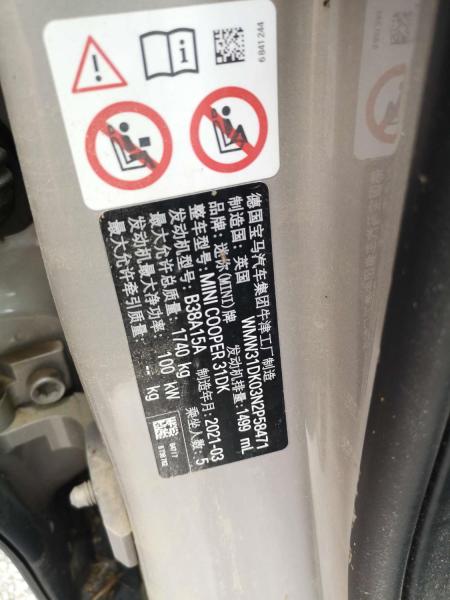 6 841 244
德国宝马汽车集团牛津工厂制造
WMW31DK03N2P58471
制造国: 英国
品牌: 迷你(MINI)牌 发动机排量: 1499 mL
整车型号: MINI COOPER 31DK
发动机型号: B38A15A 制造年月: 2021-03
最大允许总质量: 1740 kg 乘坐人数: 5
发动机最大净功率: 100 kW
最大允许牵引质量: -- kg